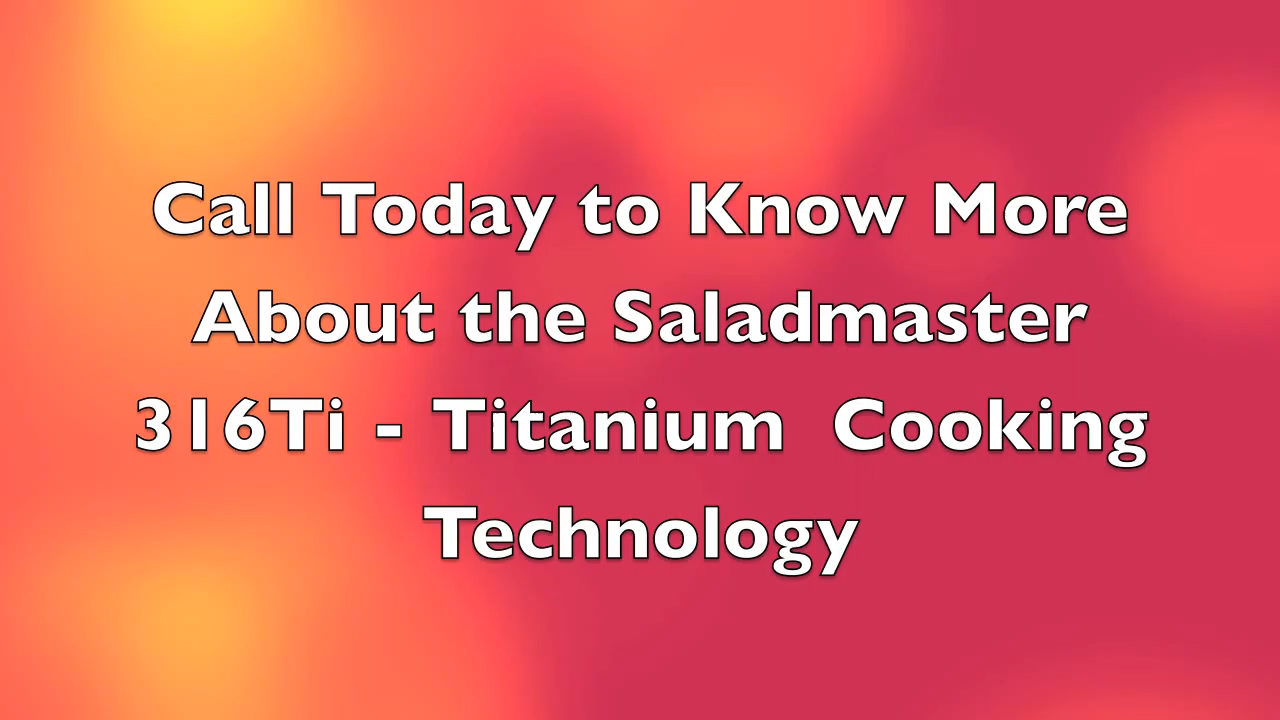 Call Today to Know More
About the Saladmaster
316Ti - Titanium  Cooking
Technology